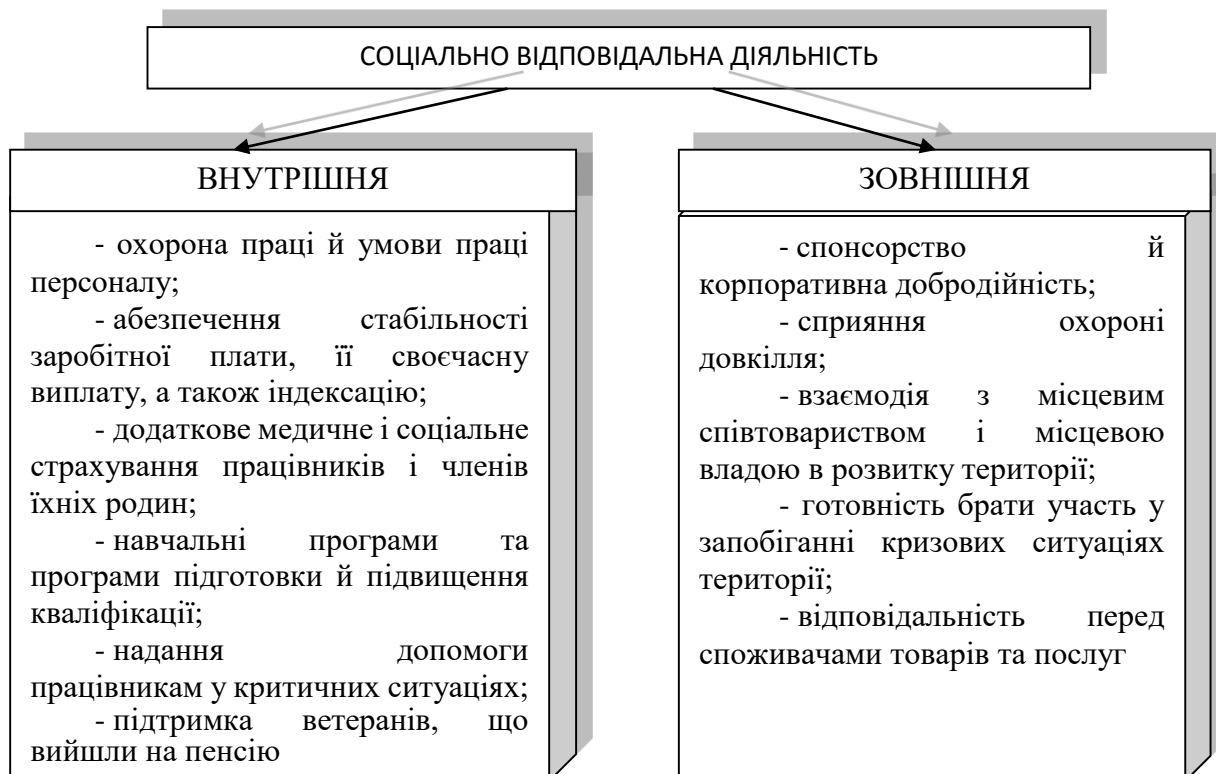 СОЦІАЛЬНО ВІДПОВІДАЛЬНА ДІЯЛЬНІСТЬ
ВНУТРІШНЯ
- охорона праці й умови праці
персоналу;
- абезпечення стабільності
заробітної плати, її своєчасну
виплату, а також індексацію;
- додаткове медичне і соціальне
страхування працівників і членів
їхніх родин;
- навчальні програми та
програми підготовки й підвищення
кваліфікації;
- надання допомоги
працівникам у критичних ситуаціях;
- підтримка ветеранів, що
вийшли на пенсію
ЗОВНІШНЯ
- спонсорство й
корпоративна добродійність;
- сприяння охороні
довкілля;
- взаємодія з місцевим
співтовариством і місцевою
владою в розвитку території;
- готовність брати участь у
запобіганні кризових ситуаціях
території;
- відповідальність перед
споживачами товарів та послуг